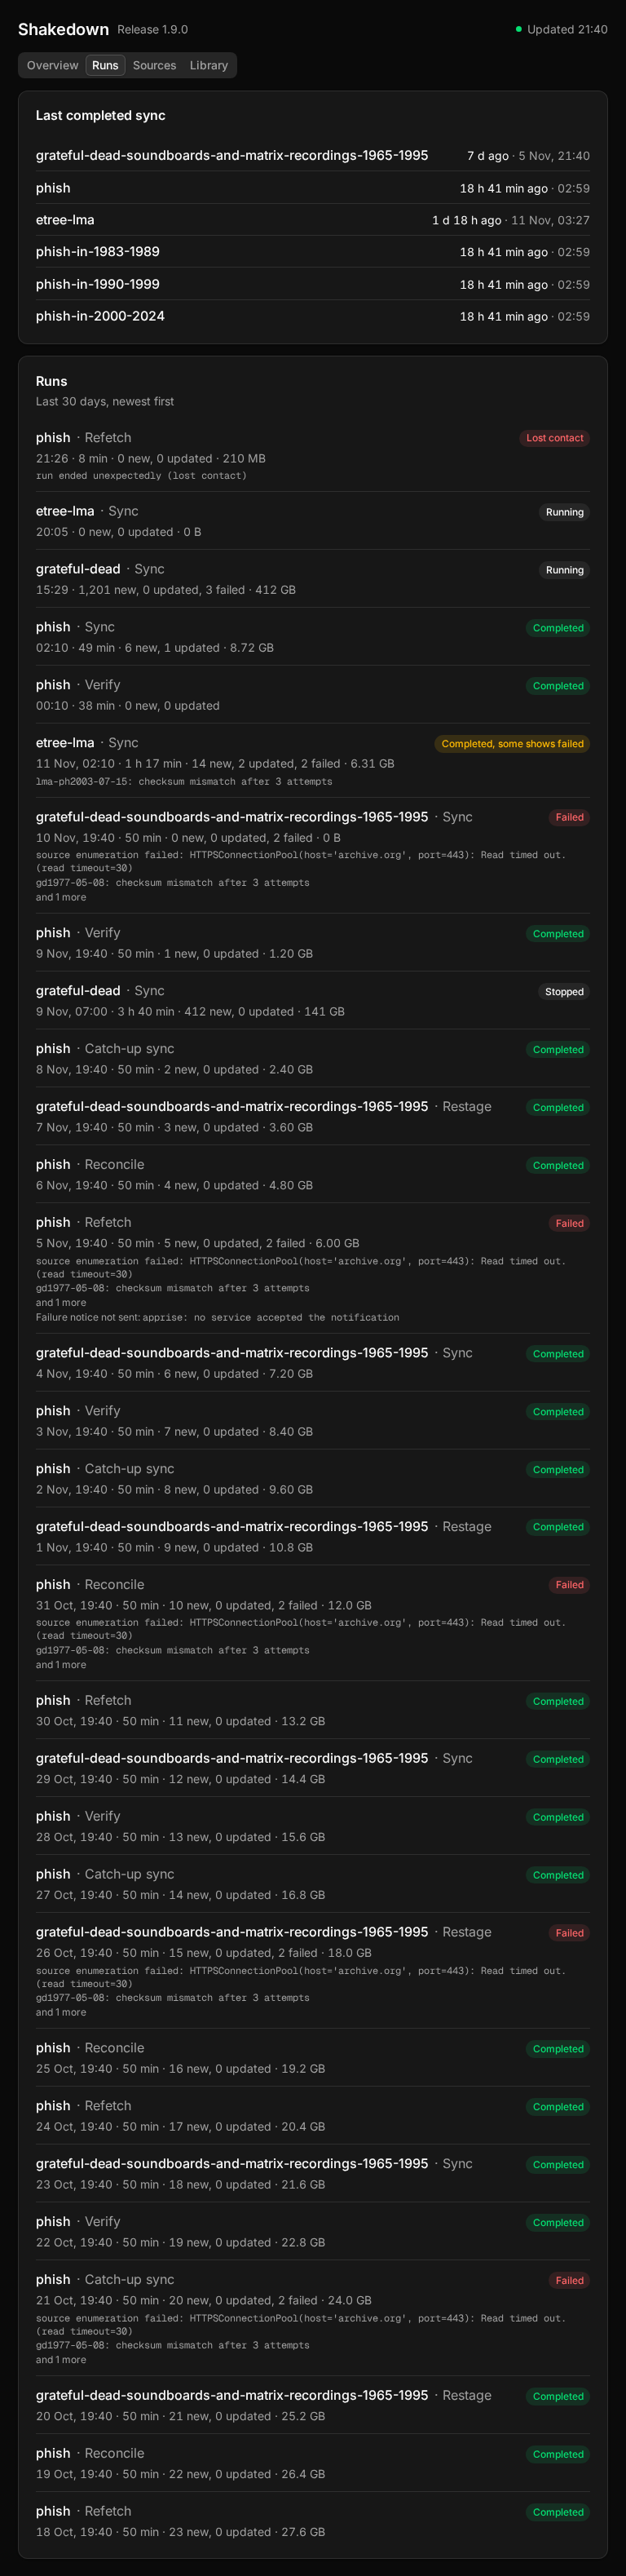 Shakedown Release 1.9.0 Updated 21:40
Overview Runs Sources Library
Last completed sync
grateful-dead-soundboards-and-matrix-recordings-1965-1995 7 d ago · 5 Nov, 21:40
phish 18 h 41 min ago · 02:59
etree-lma 1 d 18 h ago · 11 Nov, 03:27
phish-in-1983-1989 18 h 41 min ago · 02:59
phish-in-1990-1999 18 h 41 min ago · 02:59
phish-in-2000-2024 18 h 41 min ago · 02:59
Runs
Last 30 days, newest first
phish · Refetch Lost contact
21:26 · 8 min · 0 new, 0 updated · 210 MB
run ended unexpectedly (lost contact)
etree-lma · Sync Running
20:05 · 0 new, 0 updated · 0 B
grateful-dead · Sync Running
15:29 · 1,201 new, 0 updated, 3 failed · 412 GB
phish · Sync Completed
02:10 · 49 min · 6 new, 1 updated · 8.72 GB
phish · Verify Completed
00:10 · 38 min · 0 new, 0 updated
etree-lma · Sync Completed, some shows failed
11 Nov, 02:10 · 1 h 17 min · 14 new, 2 updated, 2 failed · 6.31 GB
lma-ph2003-07-15: checksum mismatch after 3 attempts
grateful-dead-soundboards-and-matrix-recordings-1965-1995 · Sync Failed
10 Nov, 19:40 · 50 min · 0 new, 0 updated, 2 failed · 0 B
source enumeration failed: HTTPSConnectionPool(host='archive.org', port=443): Read timed out.
(read timeout=30)
gd1977-05-08: checksum mismatch after 3 attempts
and 1 more
phish · Verify Completed
9 Nov, 19:40 · 50 min · 1 new, 0 updated · 1.20 GB
grateful-dead · Sync Stopped
9 Nov, 07:00 · 3 h 40 min · 412 new, 0 updated · 141 GB
phish · Catch-up sync Completed
8 Nov, 19:40 · 50 min · 2 new, 0 updated · 2.40 GB
grateful-dead-soundboards-and-matrix-recordings-1965-1995 · Restage Completed
7 Nov, 19:40 · 50 min · 3 new, 0 updated · 3.60 GB
phish · Reconcile Completed
6 Nov, 19:40 · 50 min · 4 new, 0 updated · 4.80 GB
phish · Refetch Failed
5 Nov, 19:40 · 50 min · 5 new, 0 updated, 2 failed · 6.00 GB
source enumeration failed: HTTPSConnectionPool(host='archive.org', port=443): Read timed out.
(read timeout=30)
gd1977-05-08: checksum mismatch after 3 attempts
and 1 more
Failure notice not sent: apprise: no service accepted the notification
grateful-dead-soundboards-and-matrix-recordings-1965-1995 · Sync Completed
4 Nov, 19:40 · 50 min · 6 new, 0 updated · 7.20 GB
phish · Verify Completed
3 Nov, 19:40 · 50 min · 7 new, 0 updated · 8.40 GB
phish · Catch-up sync Completed
2 Nov, 19:40 · 50 min · 8 new, 0 updated · 9.60 GB
grateful-dead-soundboards-and-matrix-recordings-1965-1995 · Restage Completed
1 Nov, 19:40 · 50 min · 9 new, 0 updated · 10.8 GB
phish · Reconcile Failed
31 Oct, 19:40 · 50 min · 10 new, 0 updated, 2 failed · 12.0 GB
source enumeration failed: HTTPSConnectionPool(host='archive.org', port=443): Read timed out.
(read timeout=30)
gd1977-05-08: checksum mismatch after 3 attempts
and 1 more
phish · Refetch Completed
30 Oct, 19:40 · 50 min · 11 new, 0 updated · 13.2 GB
grateful-dead-soundboards-and-matrix-recordings-1965-1995 · Sync Completed
29 Oct, 19:40 · 50 min · 12 new, 0 updated · 14.4 GB
phish · Verify Completed
28 Oct, 19:40 · 50 min · 13 new, 0 updated · 15.6 GB
phish · Catch-up sync Completed
27 Oct, 19:40 · 50 min · 14 new, 0 updated · 16.8 GB
grateful-dead-soundboards-and-matrix-recordings-1965-1995 · Restage Failed
26 Oct, 19:40 · 50 min · 15 new, 0 updated, 2 failed · 18.0 GB
source enumeration failed: HTTPSConnectionPool(host='archive.org', port=443): Read timed out.
(read timeout=30)
gd1977-05-08: checksum mismatch after 3 attempts
and 1 more
phish · Reconcile Completed
25 Oct, 19:40 · 50 min · 16 new, 0 updated · 19.2 GB
phish · Refetch Completed
24 Oct, 19:40 · 50 min · 17 new, 0 updated · 20.4 GB
grateful-dead-soundboards-and-matrix-recordings-1965-1995 · Sync Completed
23 Oct, 19:40 · 50 min · 18 new, 0 updated · 21.6 GB
phish · Verify Completed
22 Oct, 19:40 · 50 min · 19 new, 0 updated · 22.8 GB
phish · Catch-up sync Failed
21 Oct, 19:40 · 50 min · 20 new, 0 updated, 2 failed · 24.0 GB
source enumeration failed: HTTPSConnectionPool(host='archive.org', port=443): Read timed out.
(read timeout=30)
gd1977-05-08: checksum mismatch after 3 attempts
and 1 more
grateful-dead-soundboards-and-matrix-recordings-1965-1995 · Restage Completed
20 Oct, 19:40 · 50 min · 21 new, 0 updated · 25.2 GB
phish · Reconcile Completed
19 Oct, 19:40 · 50 min · 22 new, 0 updated · 26.4 GB
phish · Refetch Completed
18 Oct, 19:40 · 50 min · 23 new, 0 updated · 27.6 GB